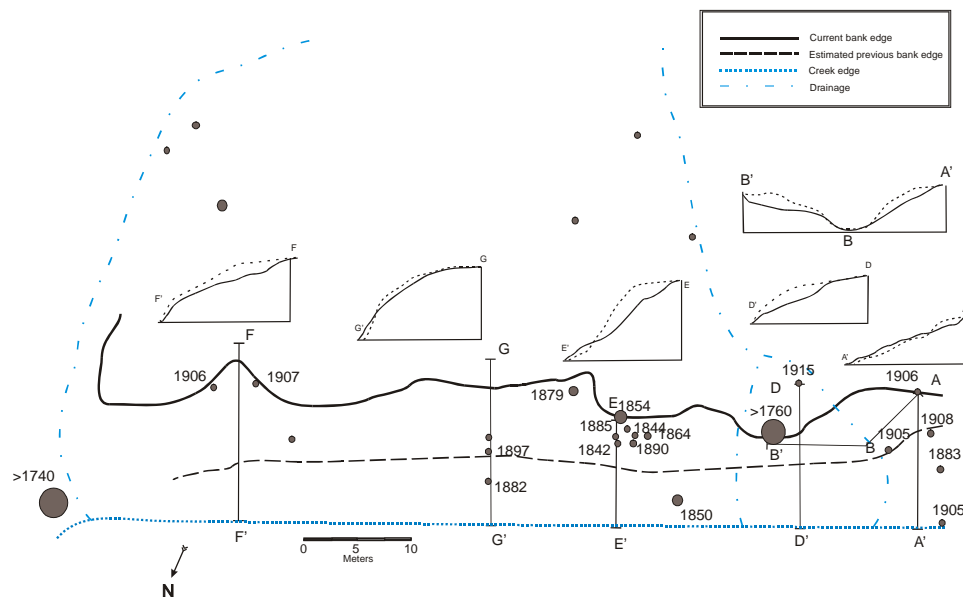 Current bank edge
Estimated previous bank edge
Creek edge
Drainage
B'
A'
B
F
F'
G
G'
E
E'
D
D'
A'
F
G
1906
1907
1879
E
1854
1885
1844
1864
1842
1890
1897
1882
1850
>1740
D
1915
>1760
B'
B
1906
A
1908
1905
1883
1905
F'
G'
E'
D'
A'
0
5
10
Meters
N